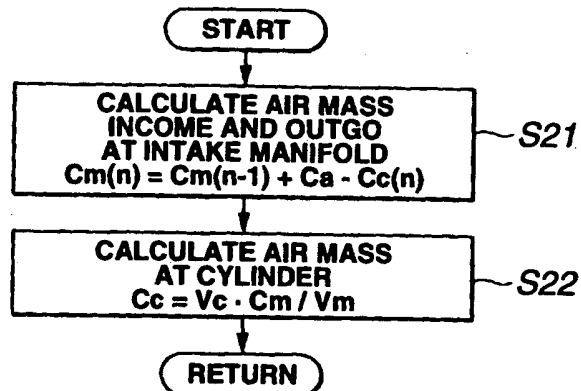 START
CALCULATE AIR MASS
INCOME AND OUTGO
AT INTAKE MANIFOLD
Cm(n) = Cm(n-1) + Ca - Cc(n)
S21
CALCULATE AIR MASS
AT CYLINDER
Cc = Vc · Cm / Vm
S22
RETURN